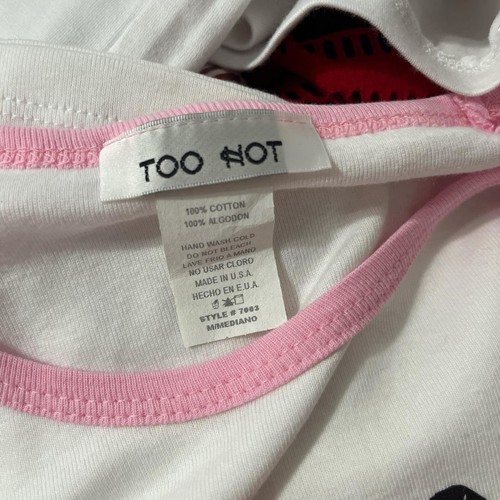 TOO HOT
100% COTTON
100% ALGODON
HAND WASH COLD
DO NOT BLEACH
LAVE FRIO A MANO
NO USAR CLORO
MADE IN U.S.A.
HECHO EN E U.A.
STYLE # 7003
M/MEDIANO